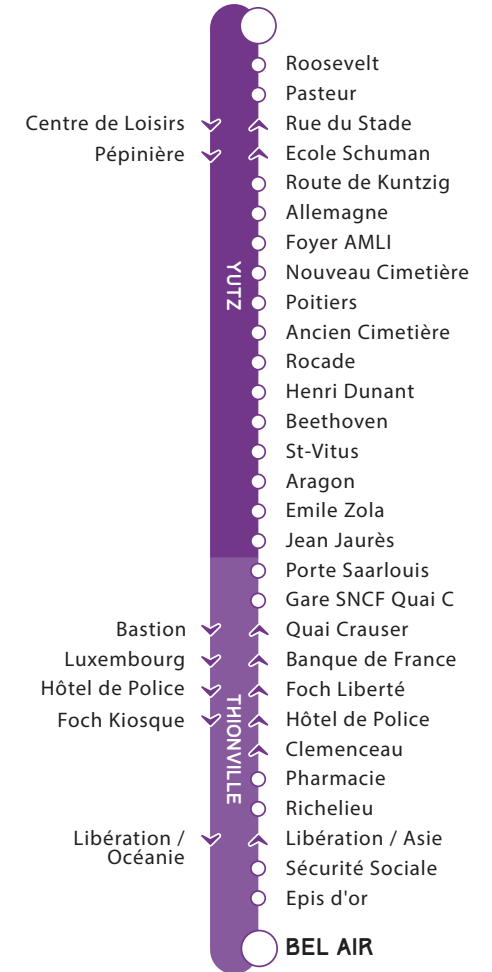 Roosevelt
Pasteur
Centre de Loisirs
Rue du Stade
Pépinière
Ecole Schuman
Route de Kuntzig
Allemagne
Foyer AMLI
YUTZ
Nouveau Cimetière
Poitiers
Ancien Cimetière
Rocade
Henri Dunant
Beethoven
St-Vitus
Aragon
Emile Zola
Jean Jaurès
Porte Saarlouis
Gare SNCF Quai C
Bastion
Quai Crauser
Luxembourg
Banque de France
Hôtel de Police
Foch Liberté
Foch Kiosque
Hôtel de Police
THIONVILLE
Clemenceau
Pharmacie
Richelieu
Libération /
Océanie
Libération / Asie
Sécurité Sociale
Epis d'or
BEL AIR